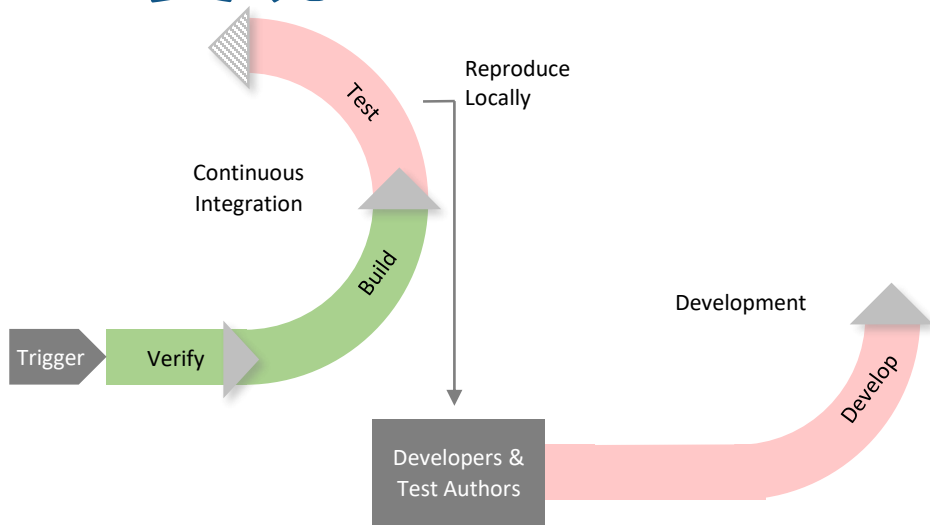 Reproduce
Locally
Test
Continuous
Integration
Build
Development
Trigger
Verify
Develop
Developers &
Test Authors